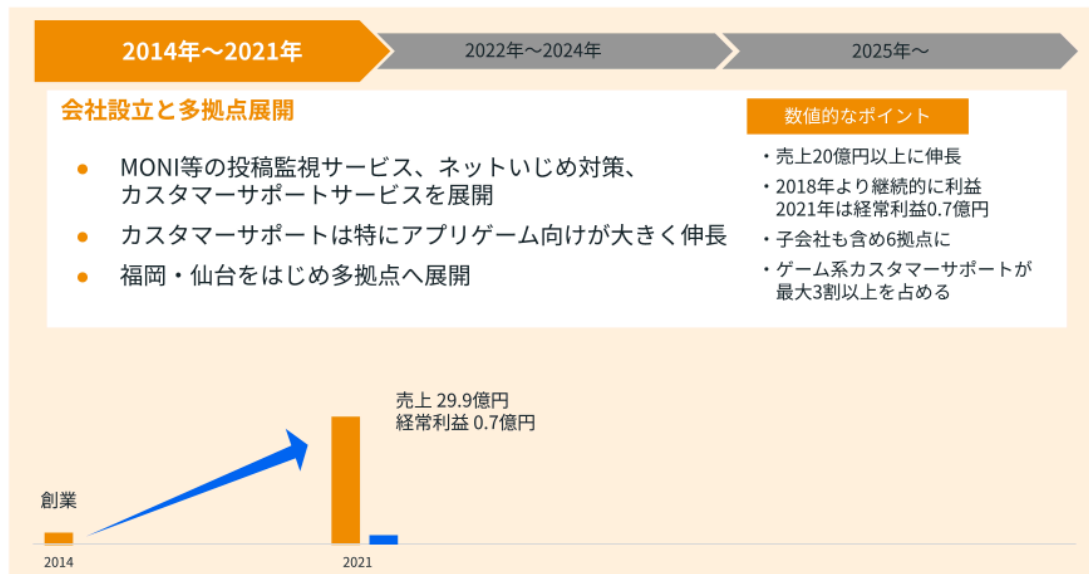 2014年～2021年
2022年～2024年
2025年～
会社設立と多拠点展開
● MONI等の投稿監視サービス、ネットいじめ対策、
カスタマーサポートサービスを展開
● カスタマーサポートは特にアプリゲーム向けが大きく伸長
● 福岡・仙台をはじめ多拠点へ展開
数値的なポイント
・売上20億円以上に伸長
・2018年より継続的に利益
2021年は経常利益0.7億円
・子会社も含め6拠点に
・ゲーム系カスタマーサポートが
最大3割以上を占める
売上 29.9億円
経常利益 0.7億円
創業
2014
2021